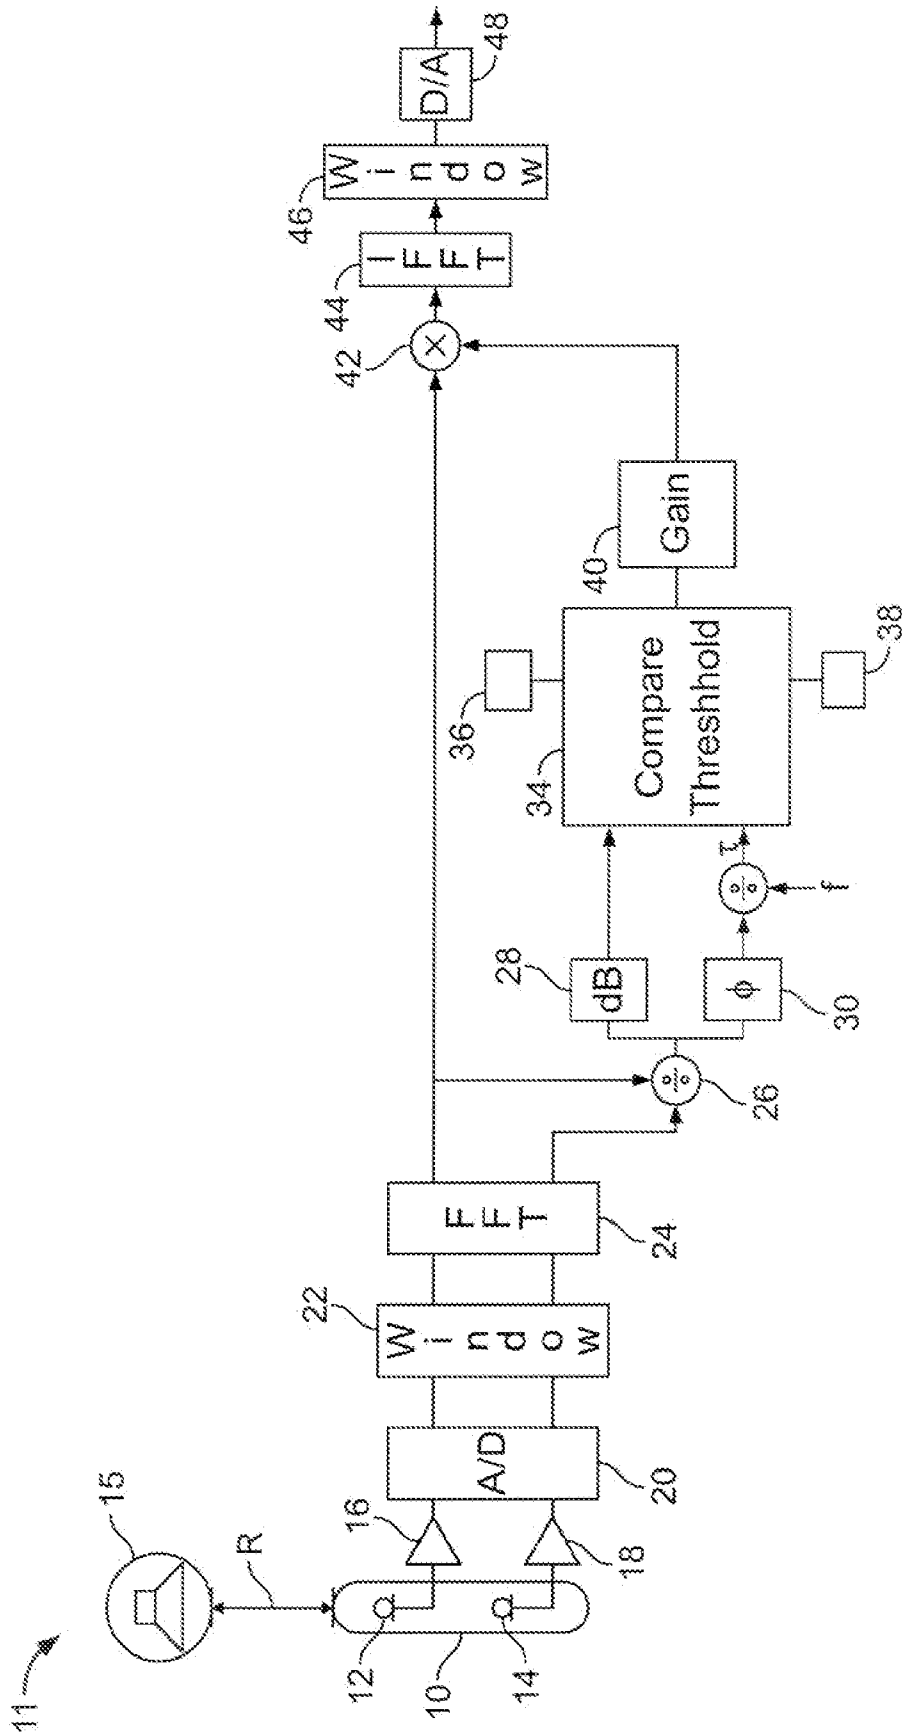 11
15
R
12
10
14
16
18
A/D
20
22
Window
FFT
24
÷
26
28
dB
ϕ
30
÷
f
τ
34
Compare
Threshhold
36
38
40
Gain
42
×
44
IFFT
46
Window
D/A
48